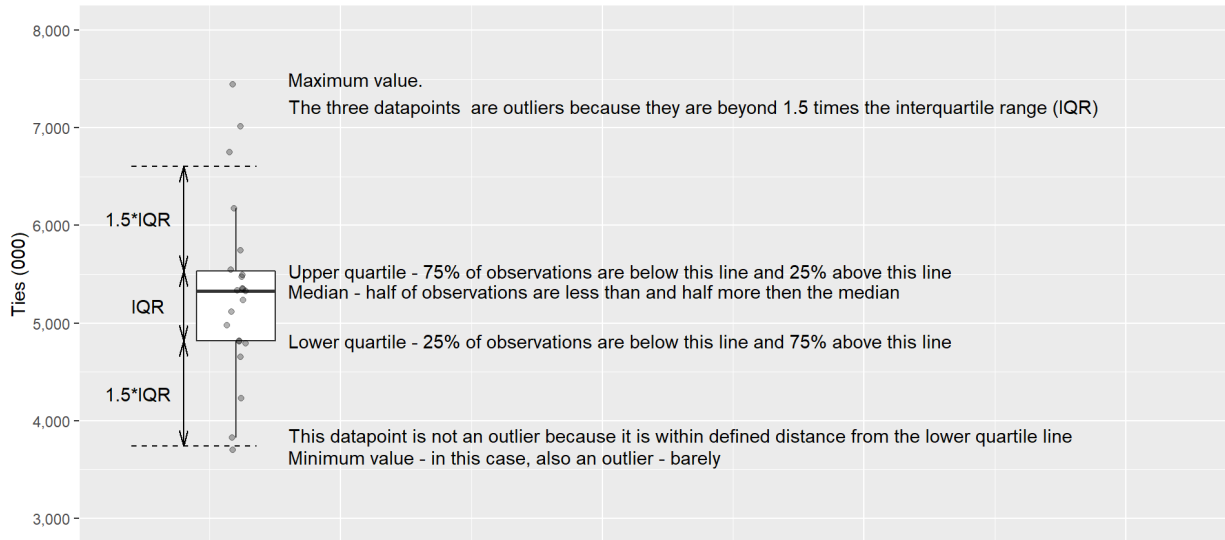 8,000
Maximum value.
The three datapoints  are outliers because they are beyond 1.5 times the interquartile range (IQR)
7,000
1.5*IQR
6,000
Ties (000)
Upper quartile - 75% of observations are below this line and 25% above this line
Median - half of observations are less than and half more then the median
IQR
5,000
Lower quartile - 25% of observations are below this line and 75% above this line
1.5*IQR
4,000
This datapoint is not an outlier because it is within defined distance from the lower quartile line
Minimum value - in this case, also an outlier - barely
3,000